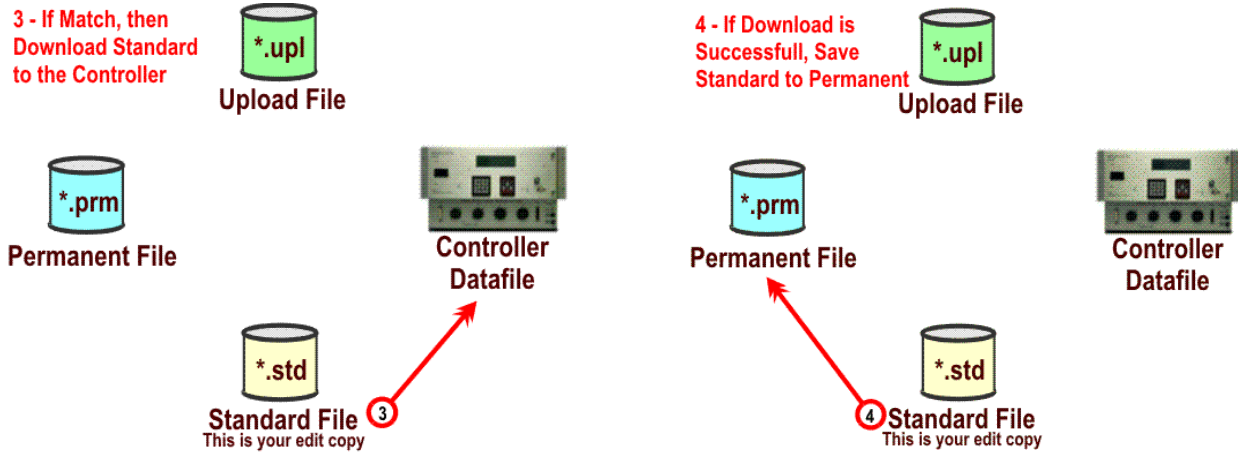 3 - If Match, then
Download Standard
to the Controller
*.upl
Upload File
*.prm
Permanent File
Controller
Datafile
*.std
3
Standard File
This is your edit copy
4 - If Download is
Successfull, Save
Standard to Permanent
*.upl
Upload File
*.prm
Permanent File
Controller
Datafile
*.std
4
Standard File
This is your edit copy